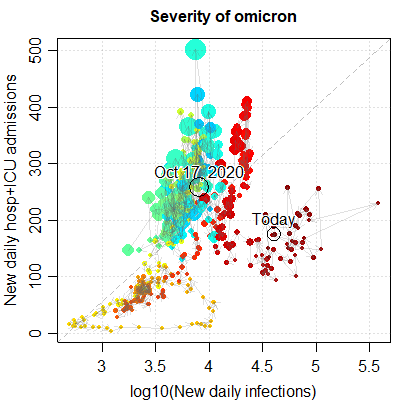 Severity of omicron
New daily hosp+ICU admissions
500
400
300
200
100
0
Oct 17, 2020
Today
3
3.5
4
4.5
5
5.5
log10(New daily infections)